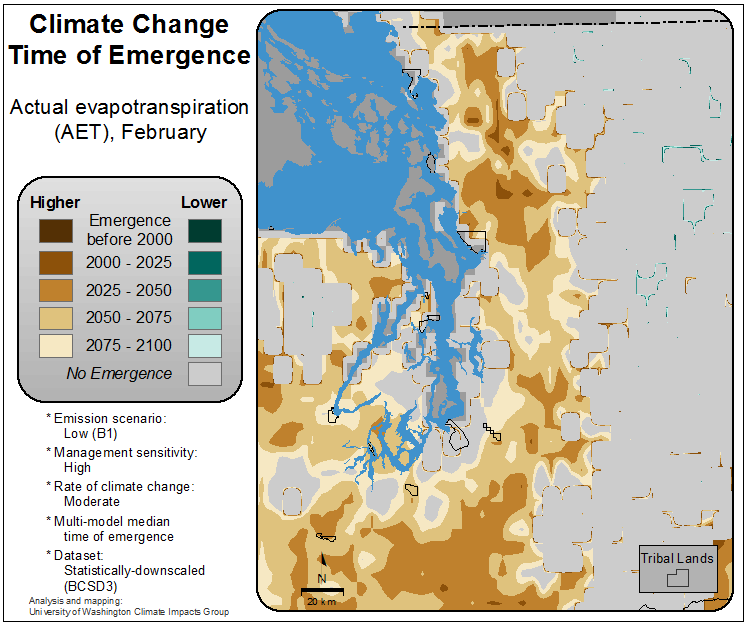 Climate Change
Time of Emergence
Actual evapotranspiration
(AET), February
Higher
Lower
Emergence
before 2000
2000 - 2025
2025 - 2050
2050 - 2075
2075 - 2100
No Emergence
* Emission scenario:
Low (B1)
* Management sensitivity:
High
* Rate of climate change:
Moderate
* Multi-model median
time of emergence
* Dataset:
Statistically-downscaled
(BCSD3)
Analysis and mapping:
University of Washington Climate Impacts Group
N
20 km
Tribal Lands